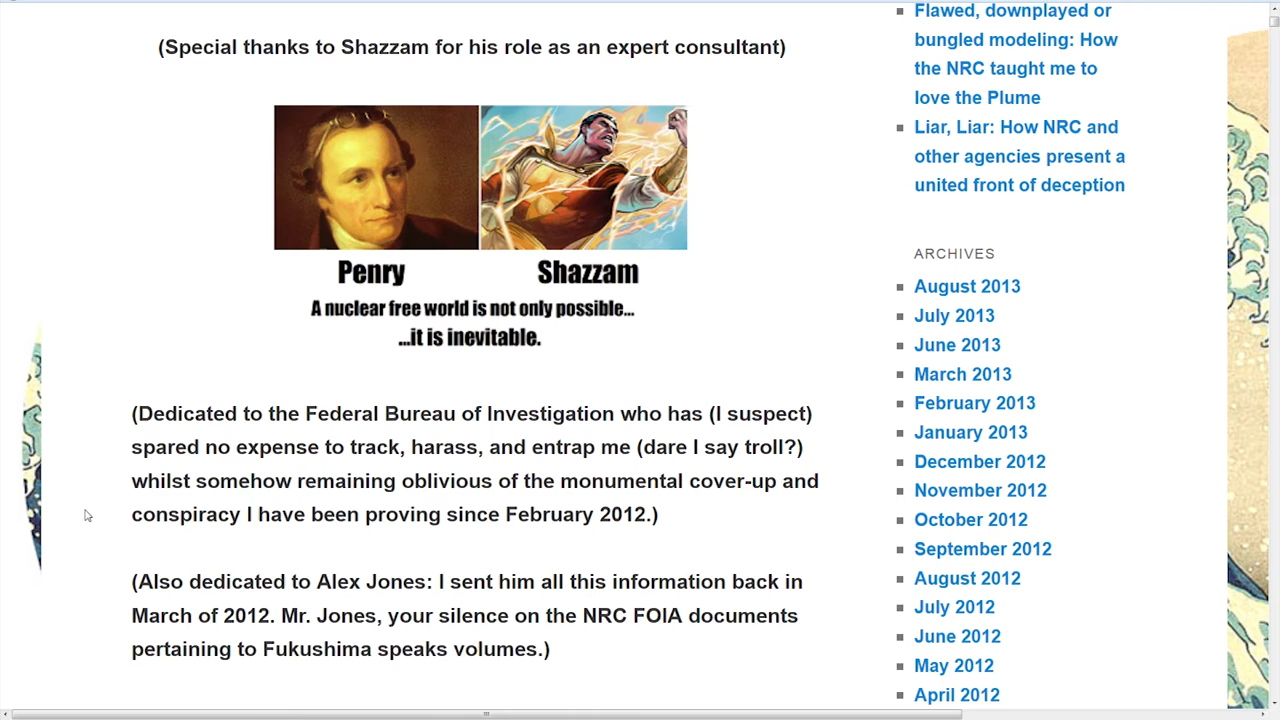 (Special thanks to Shazzam for his role as an expert consultant)
Penry
Shazzam
A nuclear free world is not only possible...
...it is inevitable.
(Dedicated to the Federal Bureau of Investigation who has (I suspect)
spared no expense to track, harass, and entrap me (dare I say troll?)
whilst somehow remaining oblivious of the monumental cover-up and
conspiracy I have been proving since February 2012.)
(Also dedicated to Alex Jones: I sent him all this information back in
March of 2012. Mr. Jones, your silence on the NRC FOIA documents
pertaining to Fukushima speaks volumes.)
Flawed, downplayed or
bungled modeling: How
the NRC taught me to
love the Plume
Liar, Liar: How NRC and
other agencies present a
united front of deception
ARCHIVES
August 2013
July 2013
June 2013
March 2013
February 2013
January 2013
December 2012
November 2012
October 2012
September 2012
August 2012
July 2012
June 2012
May 2012
April 2012